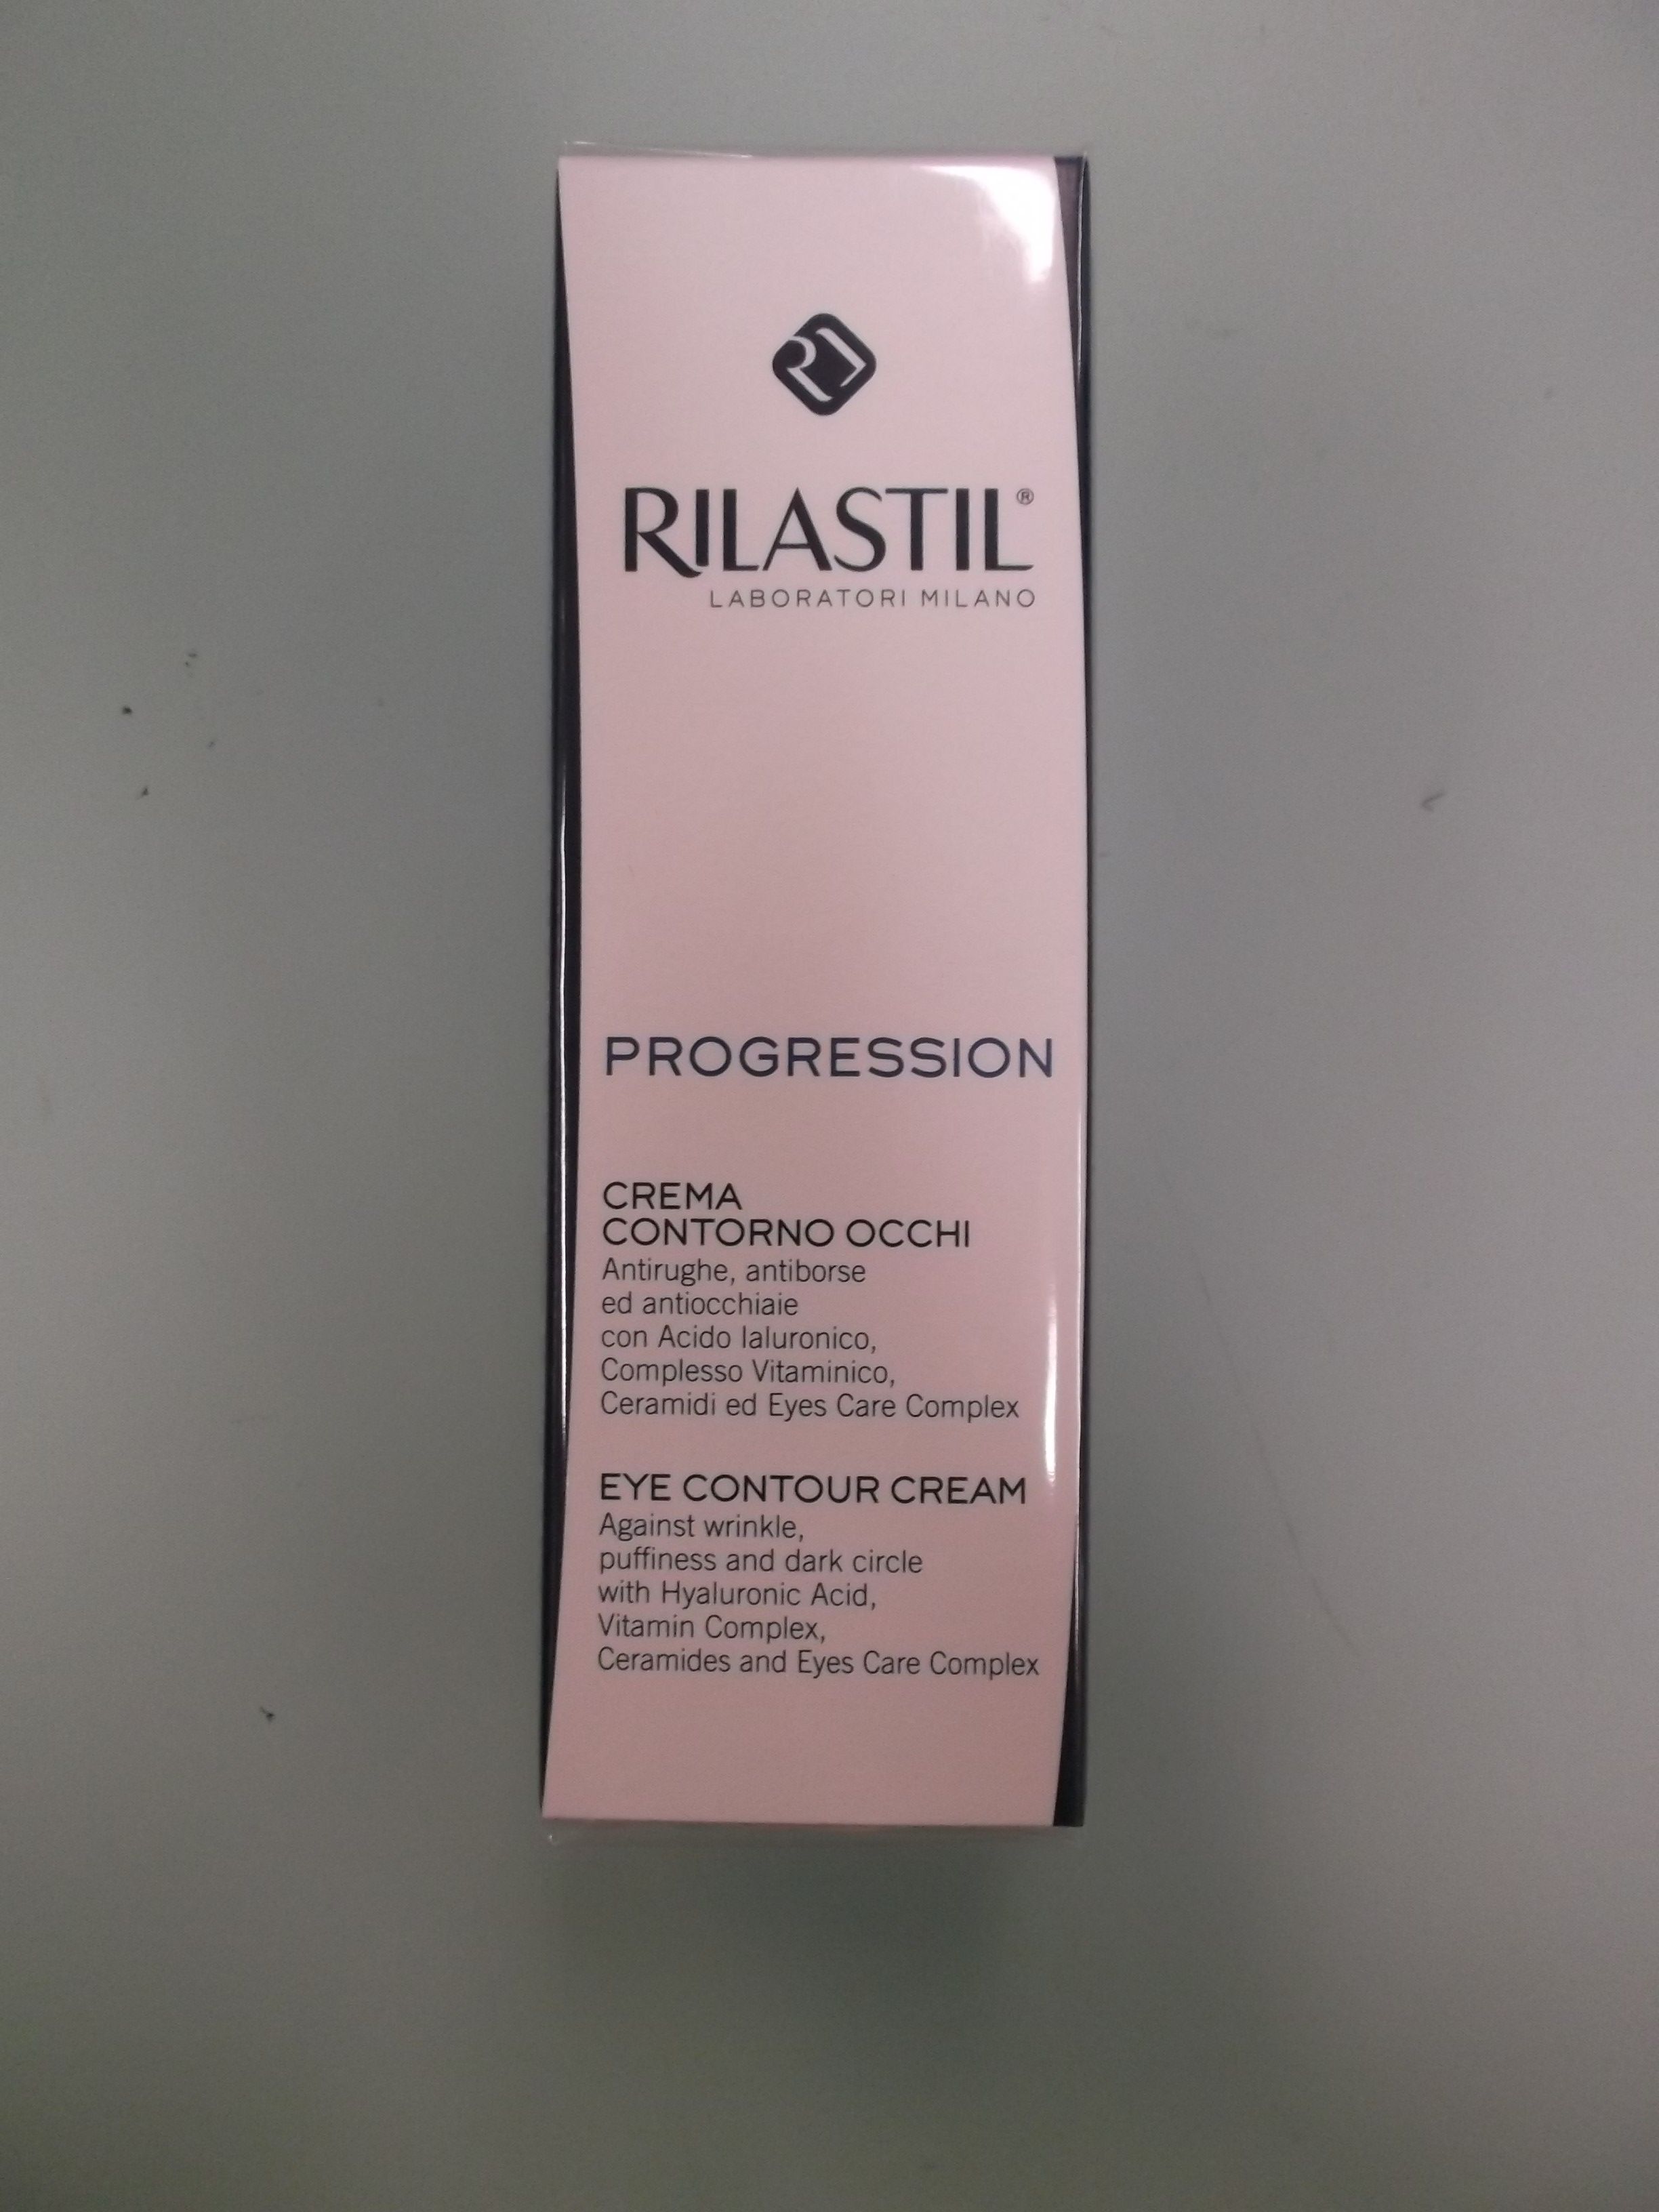 RILASTIL®
LABORATORI MILANO
PROGRESSION
CREMA
CONTORNO OCCHI
Antirughe, antiborse
ed antiocchiaie
con Acido Ialuronico,
Complesso Vitaminico,
Ceramidi ed Eyes Care Complex
EYE CONTOUR CREAM
Against wrinkle,
puffiness and dark circle
with Hyaluronic Acid,
Vitamin Complex,
Ceramides and Eyes Care Complex